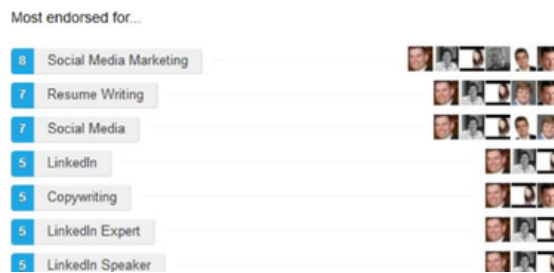 Most endorsed for...
8 Social Media Marketing
7 Resume Writing
7 Social Media
5 LinkedIn
5 Copywriting
5 LinkedIn Expert
5 LinkedIn Speaker